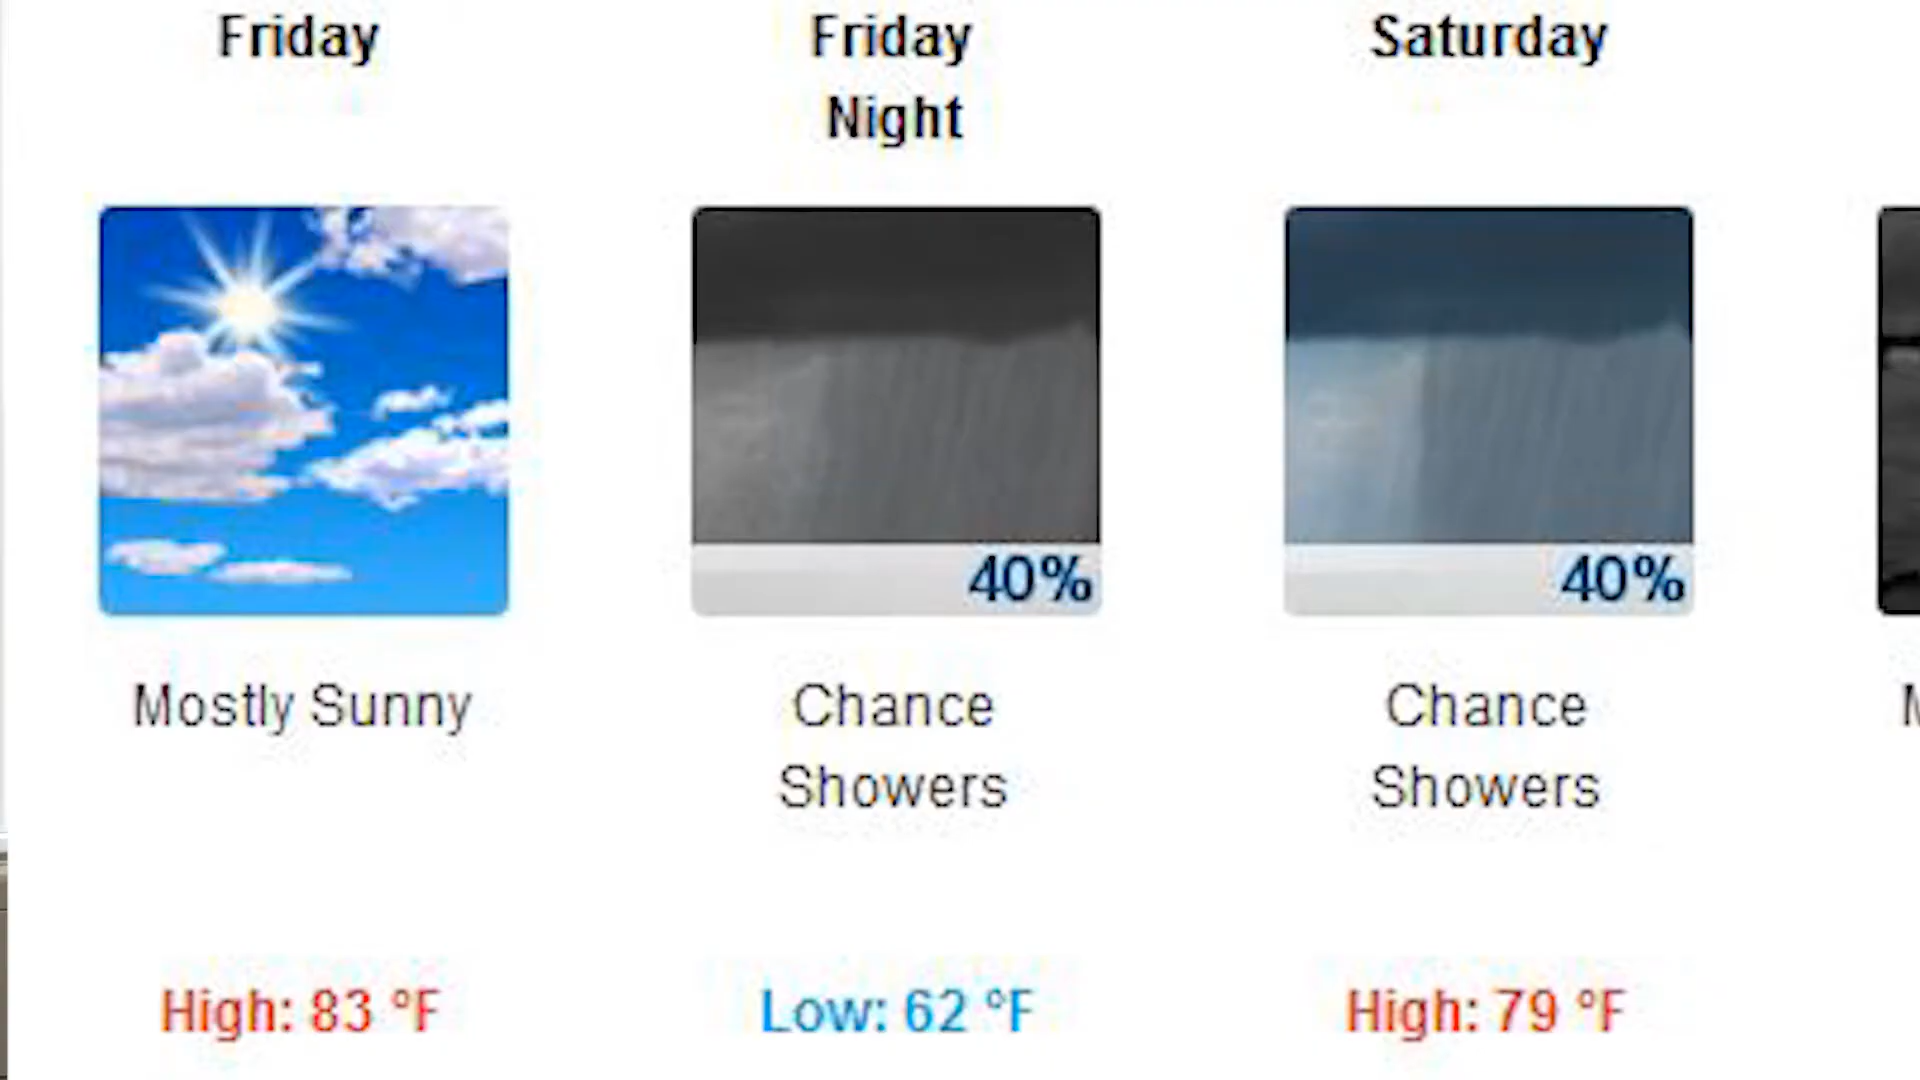 Friday
Friday
Night
Saturday
40%
40%
Mostly Sunny
Chance
Showers
Chance
Showers
High: 83 °F
Low: 62 °F
High: 79 °F